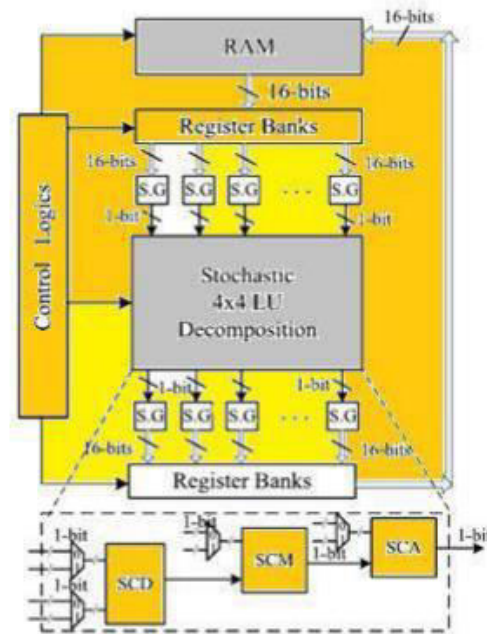 16-bits
RAM
16-bits
Register Banks
16-bits 16-bits
S.G S.G S.G ... S.G
1-bit 1-bit
Control Logics
Stochastic
4x4 LU
Decomposition
1-bit 1-bit
S.G S.G S.G ... S.G
16-bits 16-bits
Register Banks
1-bit 1-bit
1-bit SCD SCM 1-bit SCA 1-bit